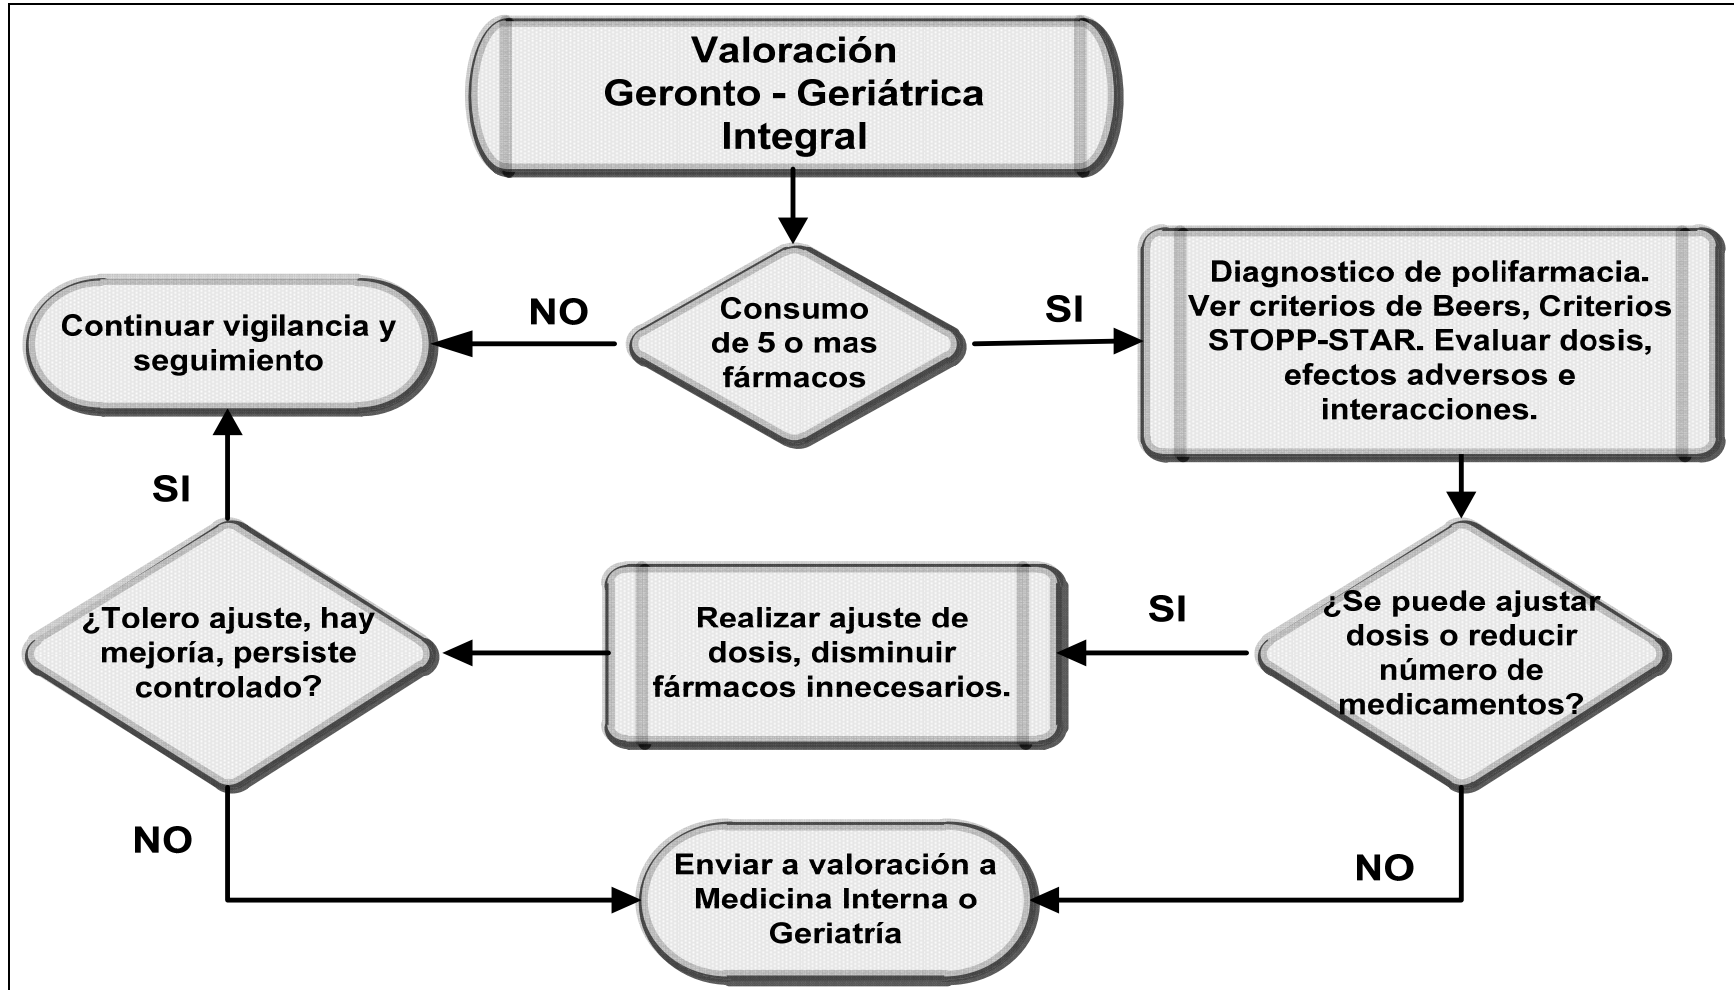 Valoración
Geronto - Geriátrica
Integral
Consumo
de 5 o mas
fármacos
NO
Continuar vigilancia y
seguimiento
SI
Diagnostico de polifarmacia.
Ver criterios de Beers, Criterios
STOPP-STAR. Evaluar dosis,
efectos adversos e
interacciones.
¿Se puede ajustar
dosis o reducir
número de
medicamentos?
SI
Realizar ajuste de
dosis, disminuir
fármacos innecesarios.
¿Tolero ajuste, hay
mejoría, persiste
controlado?
SI
NO
NO
Enviar a valoración a
Medicina Interna o
Geriatría